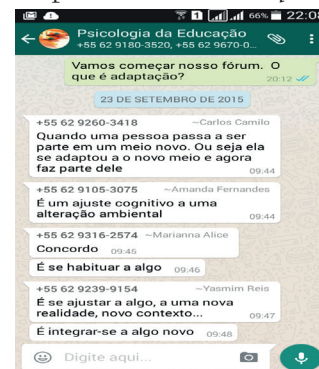 1 66% 22:08
Psicologia da Educação
+55 62 9180-3520, +55 62 9670-0...
Vamos começar nosso fórum. O
que é adaptação?
20:12
23 DE SETEMBRO DE 2015
+55 62 9260-3418 ~Carlos Camilo
Quando uma pessoa passa a ser
parte em um meio novo. Ou seja ela
se adaptou a o novo meio e agora
faz parte dele
09:44
+55 62 9105-3075 ~Amanda Fernandes
É um ajuste cognitivo a uma
alteração ambiental
09:44
+55 62 9316-2574 ~Marianna Alice
Concordo 09:45
É se habituar a algo 09:46
+55 62 9239-9154 ~Yasmim Reis
É se ajustar a algo, a uma nova
realidade, novo contexto...
09:47
É integrar-se a algo novo 09:48
Digite aqui...